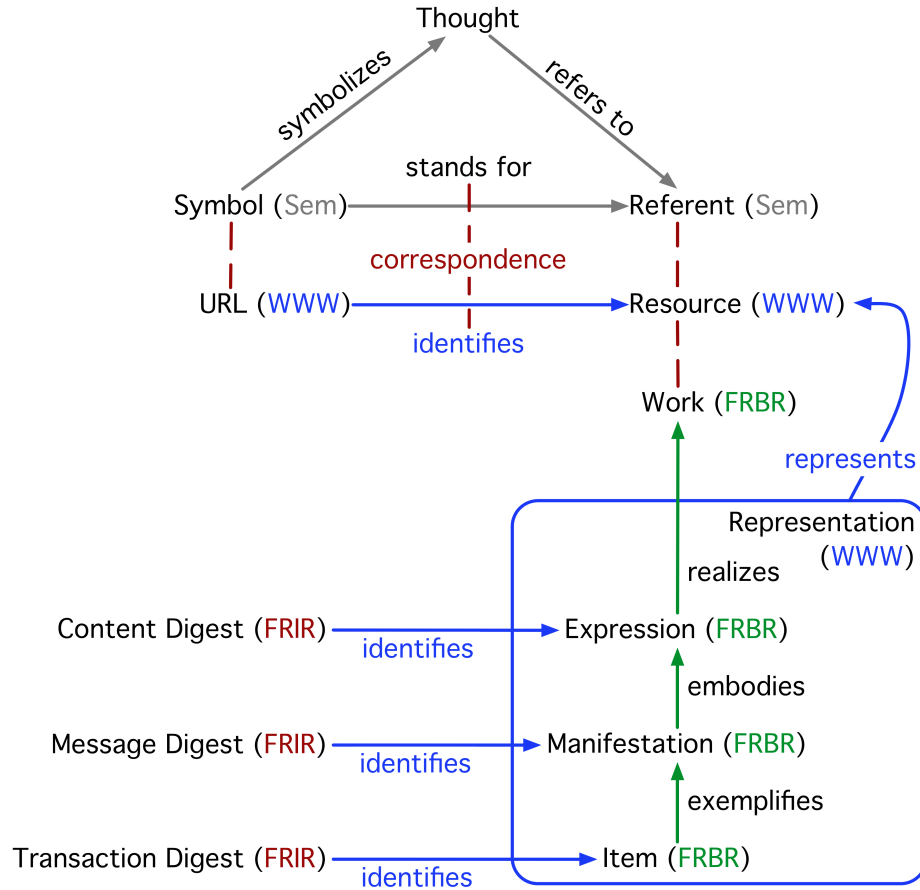 Thought
symbolizes
refers to
stands for
Symbol (Sem)
Referent (Sem)
correspondence
URL (WWW)
Resource (WWW)
identifies
Work (FRBR)
represents
Representation
(WWW)
realizes
Content Digest (FRIR)
identifies
Expression (FRBR)
embodies
Message Digest (FRIR)
identifies
Manifestation (FRBR)
exemplifies
Transaction Digest (FRIR)
identifies
Item (FRBR)